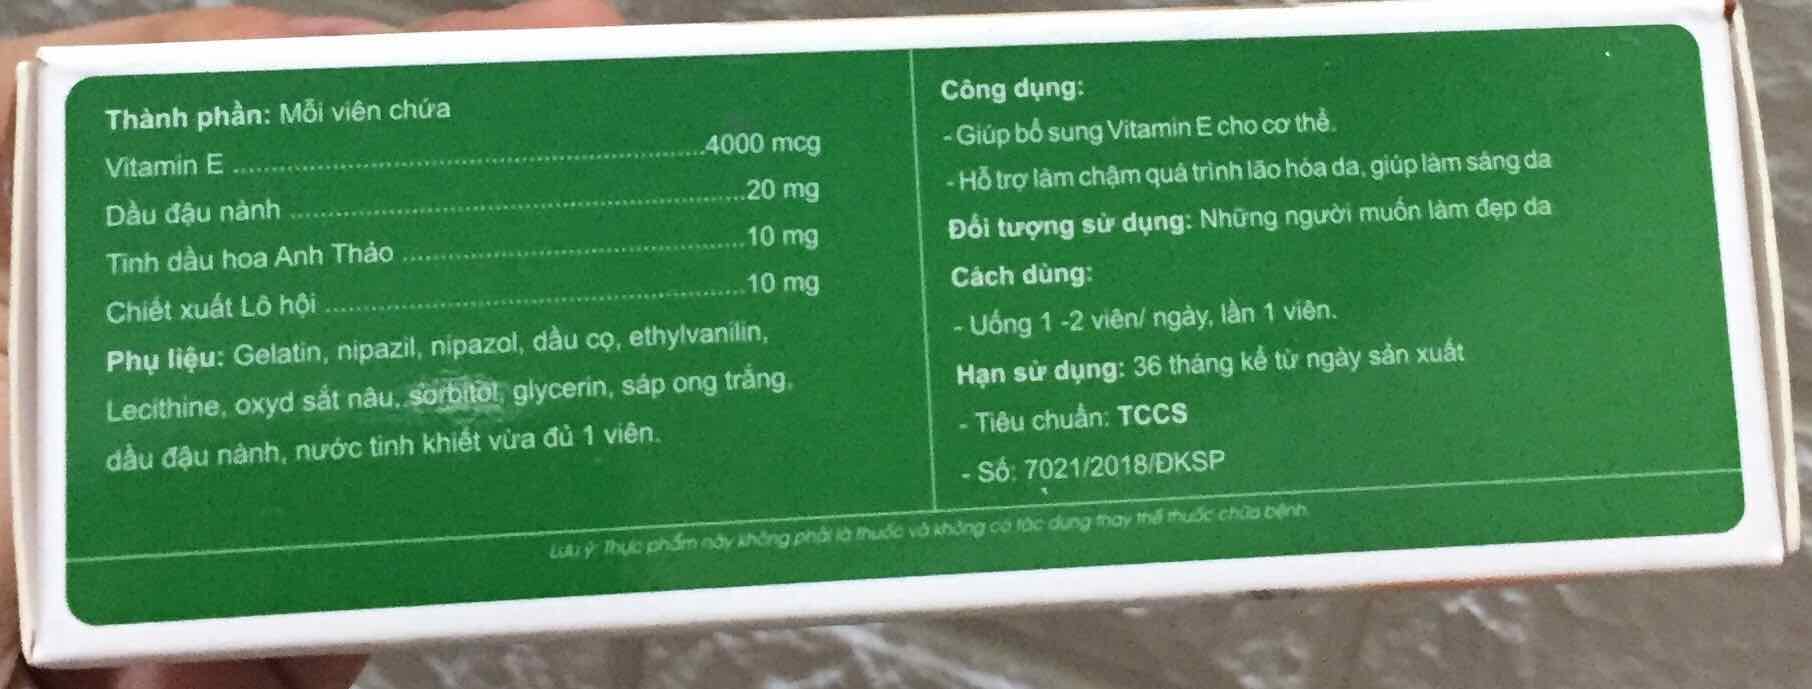 Thành phần: Mỗi viên chứa
Vitamin E ........ 4000 mcg
Dầu đậu nành ........ 20 mg
Tinh dầu hoa Anh Thảo ........ 10 mg
Chiết xuất Lô hội ........ 10 mg
Phụ liệu: Gelatin, nipazil, nipazol, dầu cọ, ethylvanilin,
Lecithine, oxyd sắt nâu, sorbitol, glycerin, sáp ong trắng,
dầu đậu nành, nước tinh khiết vừa đủ 1 viên.
Công dụng:
- Giúp bổ sung Vitamin E cho cơ thể.
- Hỗ trợ làm chậm quá trình lão hóa da, giúp làm sáng da
Đối tượng sử dụng: Những người muốn làm đẹp da
Cách dùng:
- Uống 1 -2 viên/ ngày, lần 1 viên.
Hạn sử dụng: 36 tháng kể từ ngày sản xuất
- Tiêu chuẩn: TCCS
- Số: 7021/2018/ĐKSP
Lưu ý: Thực phẩm này không phải là thuốc và không có tác dụng thay thế thuốc chữa bệnh.